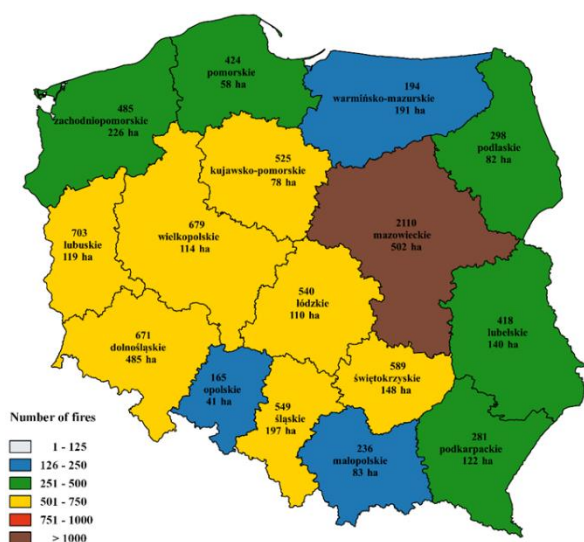 424
pomorskie
58 ha
194
warmińsko-mazurskie
191 ha
485
zachodniopomorskie
226 ha
298
podlaskie
82 ha
525
kujawsko-pomorskie
78 ha
2110
mazowieckie
502 ha
703
lubuskie
119 ha
679
wielkopolskie
114 ha
540
łódzkie
110 ha
418
lubelskie
140 ha
671
dolnośląskie
485 ha
589
świętokrzyskie
148 ha
165
opolskie
41 ha
549
śląskie
197 ha
236
małopolskie
83 ha
281
podkarpackie
122 ha
Number of fires
1 - 125
126 - 250
251 - 500
501 - 750
751 - 1000
> 1000